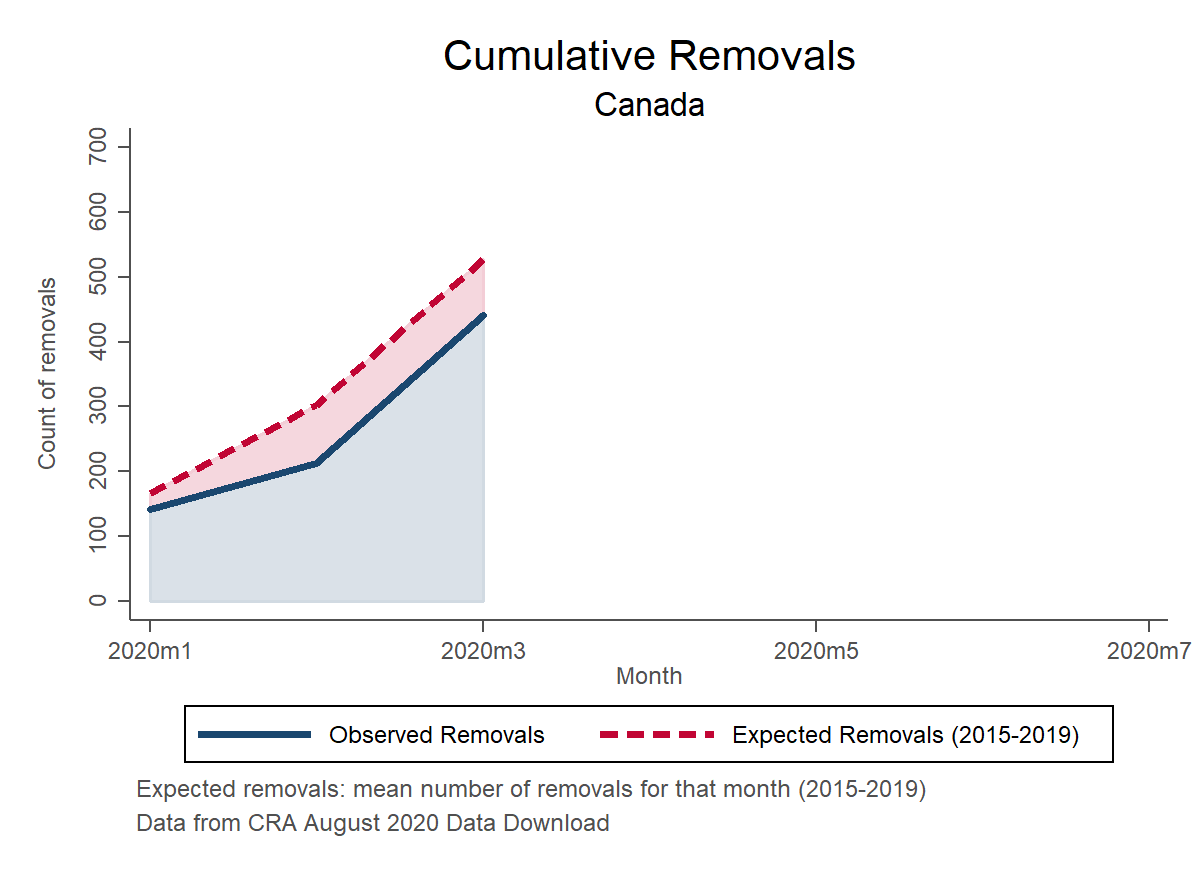 Cumulative Removals
Canada
Count of removals
700
600
500
400
300
200
100
0
2020m1 2020m3 2020m5 2020m7
Month
Observed Removals Expected Removals (2015-2019)
Expected removals: mean number of removals for that month (2015-2019)
Data from CRA August 2020 Data Download